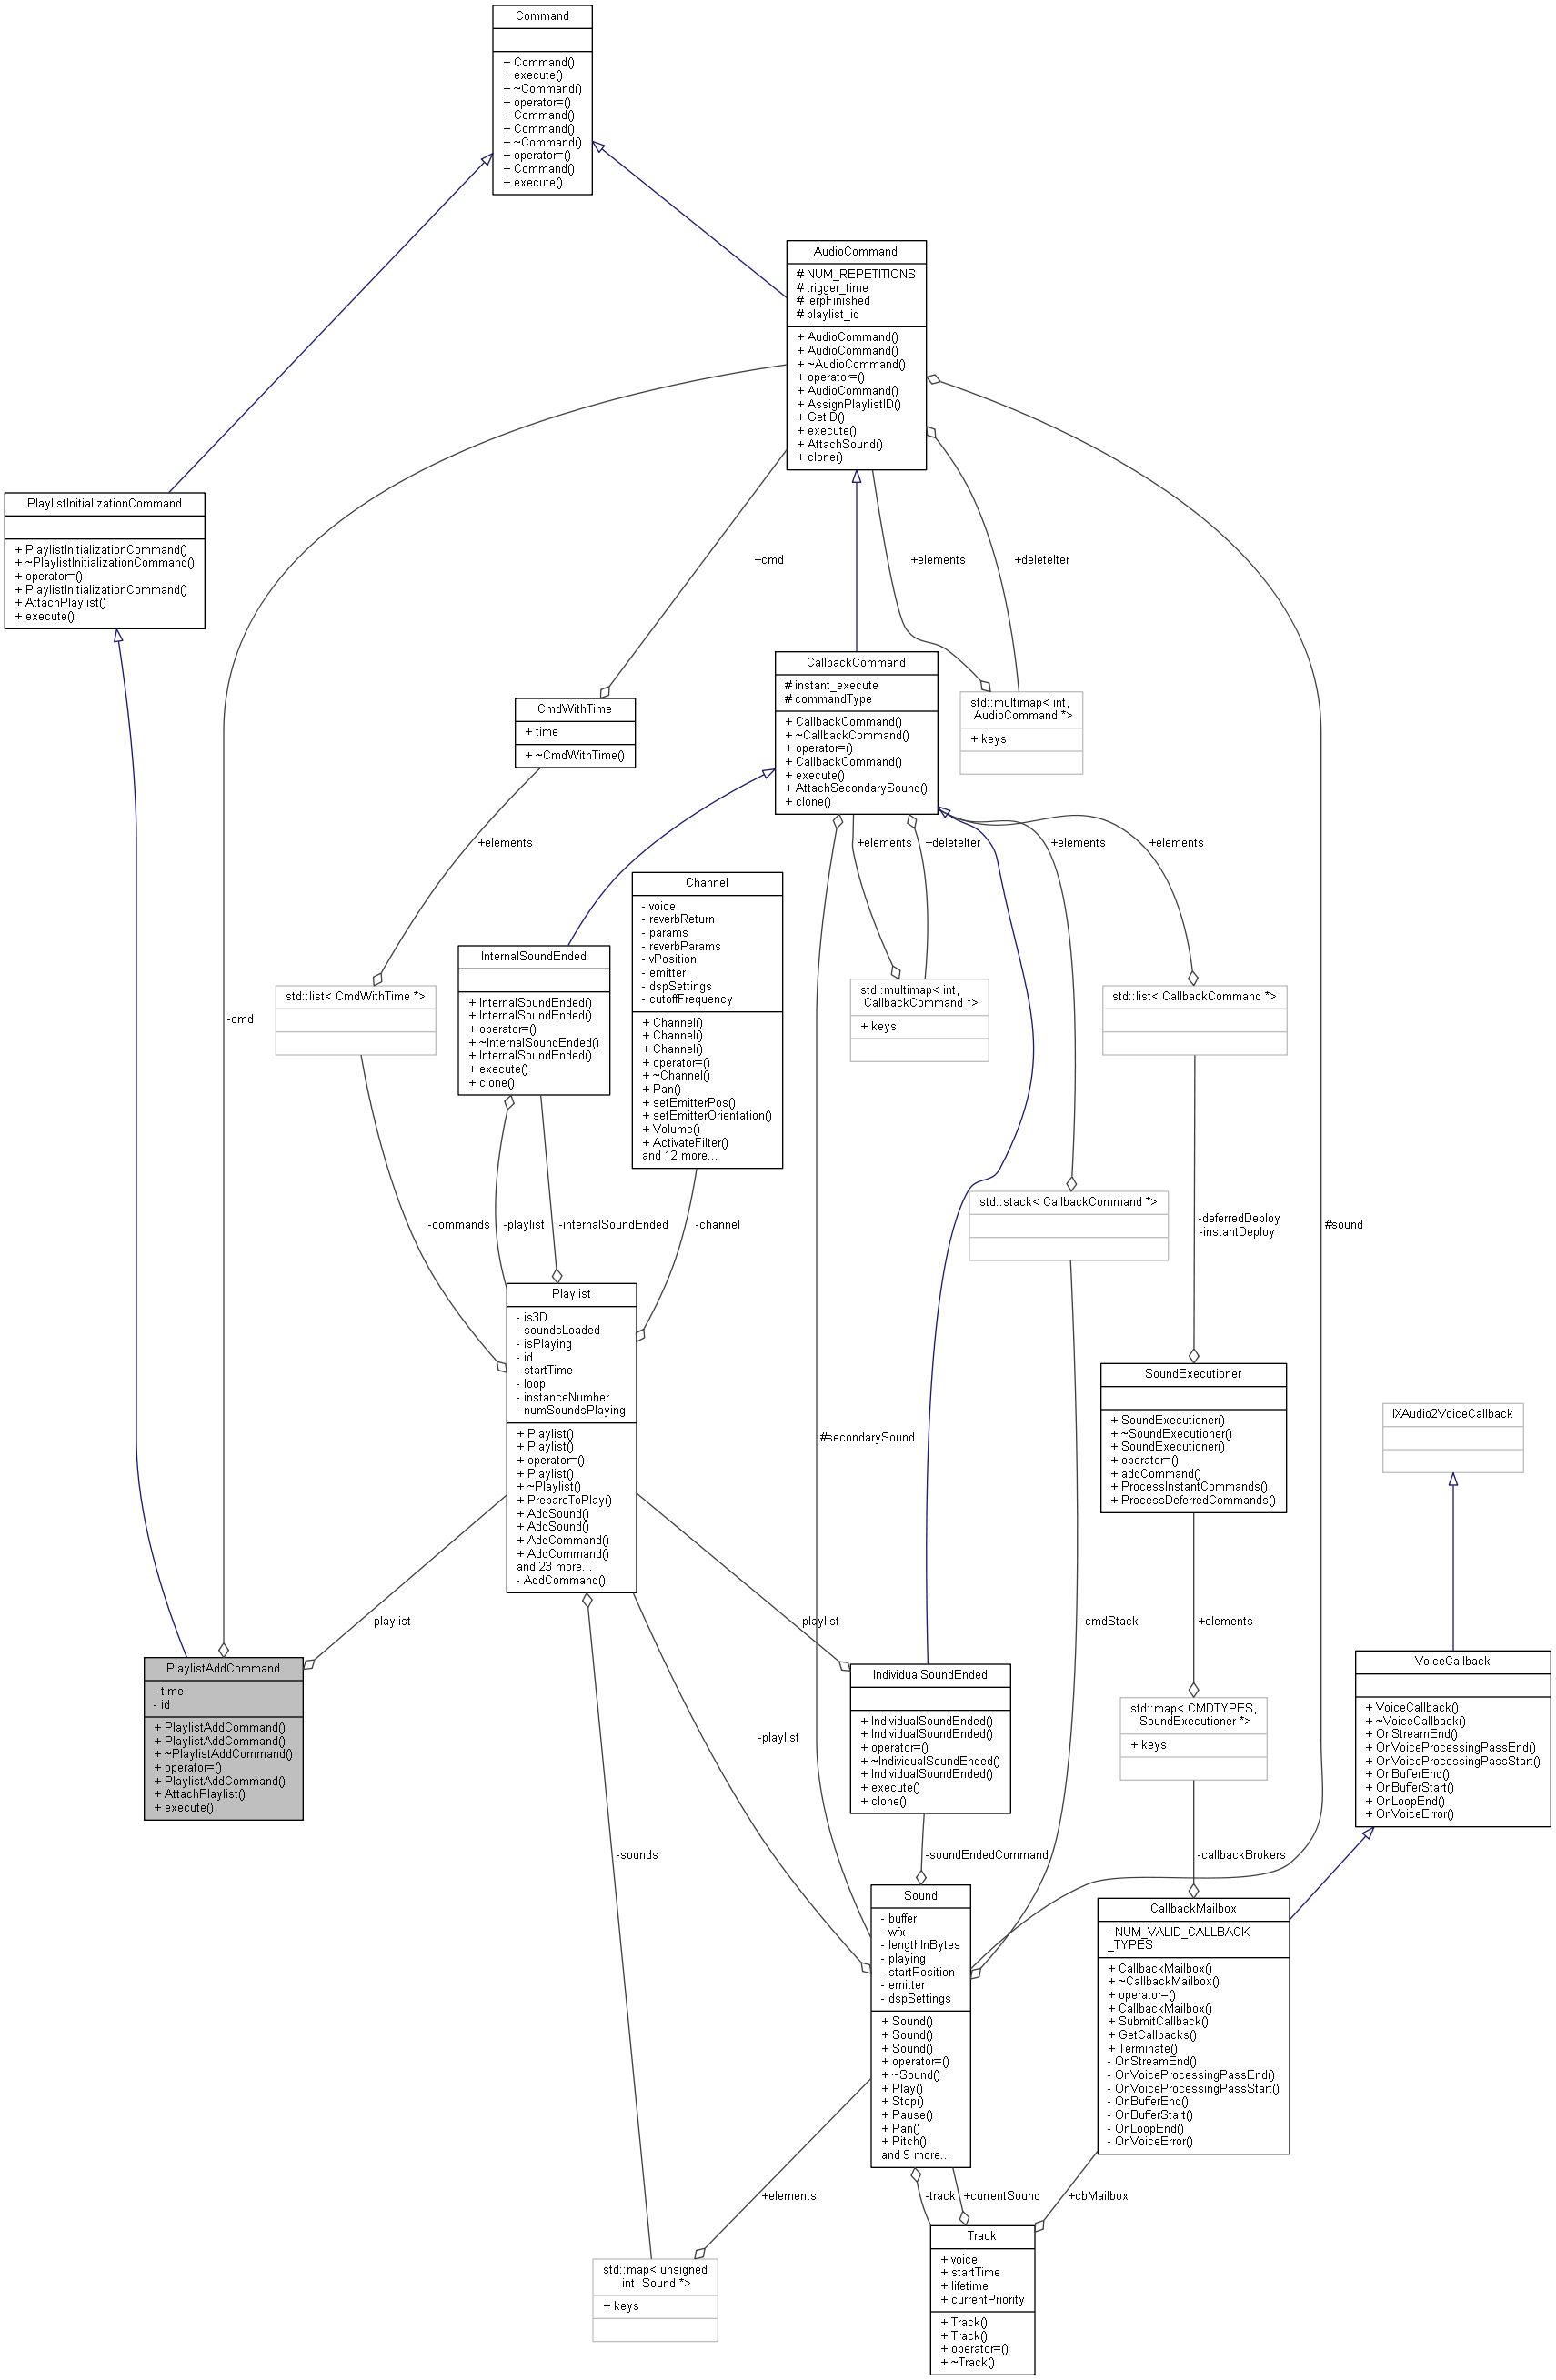 Command
+ Command()
+ execute()
+ ~Command()
+ operator=()
+ Command()
+ Command()
+ ~Command()
+ operator=()
+ Command()
+ execute()
AudioCommand
# NUM_REPETITIONS
# trigger_time
# lerpFinished
# playlist_id
+ AudioCommand()
+ AudioCommand()
+ ~AudioCommand()
+ operator=()
+ AudioCommand()
+ AssignPlaylistID()
+ GetID()
+ execute()
+ AttachSound()
+ clone()
PlaylistInitializationCommand
+ PlaylistInitializationCommand()
+ ~PlaylistInitializationCommand()
+ operator=()
+ PlaylistInitializationCommand()
+ AttachPlaylist()
+ execute()
+cmd
+elements
+deleteIter
CallbackCommand
# instant_execute
# commandType
+ CallbackCommand()
+ ~CallbackCommand()
+ operator=()
+ CallbackCommand()
+ execute()
+ AttachSecondarySound()
+ clone()
CmdWithTime
+ time
+ ~CmdWithTime()
std::multimap< int,
AudioCommand *>
+ keys
+elements
+elements
+deleteIter
+elements
+elements
Channel
- voice
- reverbReturn
- params
- reverbParams
- vPosition
- emitter
- dspSettings
- cutoffFrequency
+ Channel()
+ Channel()
+ Channel()
+ operator=()
+ ~Channel()
+ Pan()
+ setEmitterPos()
+ setEmitterOrientation()
+ Volume()
+ ActivateFilter()
and 12 more...
InternalSoundEnded
+ InternalSoundEnded()
+ InternalSoundEnded()
+ operator=()
+ ~InternalSoundEnded()
+ InternalSoundEnded()
+ execute()
+ clone()
-cmd
std::list< CmdWithTime *>
std::multimap< int,
CallbackCommand *>
+ keys
std::list< CallbackCommand *>
std::stack< CallbackCommand *>
-commands
-playlist
-internalSoundEnded
-channel
-deferredDeploy
-instantDeploy
#sound
Playlist
- is3D
- soundsLoaded
- isPlaying
- id
- startTime
- loop
- instanceNumber
- numSoundsPlaying
+ Playlist()
+ Playlist()
+ operator=()
+ Playlist()
+ ~Playlist()
+ PrepareToPlay()
+ AddSound()
+ AddSound()
+ AddCommand()
+ AddCommand()
and 23 more...
- AddCommand()
SoundExecutioner
+ SoundExecutioner()
+ ~SoundExecutioner()
+ SoundExecutioner()
+ operator=()
+ addCommand()
+ ProcessInstantCommands()
+ ProcessDeferredCommands()
IXAudio2VoiceCallback
#secondarySound
-playlist
-playlist
-cmdStack
+elements
PlaylistAddCommand
- time
- id
+ PlaylistAddCommand()
+ PlaylistAddCommand()
+ ~PlaylistAddCommand()
+ operator=()
+ PlaylistAddCommand()
+ AttachPlaylist()
+ execute()
-playlist
IndividualSoundEnded
+ IndividualSoundEnded()
+ IndividualSoundEnded()
+ operator=()
+ ~IndividualSoundEnded()
+ IndividualSoundEnded()
+ execute()
+ clone()
std::map< CMDTYPES,
SoundExecutioner *>
+ keys
VoiceCallback
+ VoiceCallback()
+ ~VoiceCallback()
+ OnStreamEnd()
+ OnVoiceProcessingPassEnd()
+ OnVoiceProcessingPassStart()
+ OnBufferEnd()
+ OnBufferStart()
+ OnLoopEnd()
+ OnVoiceError()
-sounds
-soundEndedCommand
-callbackBrokers
Sound
- buffer
- wfx
- lengthInBytes
- playing
- startPosition
- emitter
- dspSettings
+ Sound()
+ Sound()
+ Sound()
+ operator=()
+ ~Sound()
+ Play()
+ Stop()
+ Pause()
+ Pan()
+ Pitch()
and 9 more...
CallbackMailbox
- NUM_VALID_CALLBACK
_TYPES
+ CallbackMailbox()
+ ~CallbackMailbox()
+ operator=()
+ CallbackMailbox()
+ SubmitCallback()
+ GetCallbacks()
+ Terminate()
- OnStreamEnd()
- OnVoiceProcessingPassEnd()
- OnVoiceProcessingPassStart()
- OnBufferEnd()
- OnBufferStart()
- OnLoopEnd()
- OnVoiceError()
+elements
-track
+currentSound
+cbMailbox
std::map< unsigned
int, Sound *>
+ keys
Track
+ voice
+ startTime
+ lifetime
+ currentPriority
+ Track()
+ Track()
+ operator=()
+ ~Track()